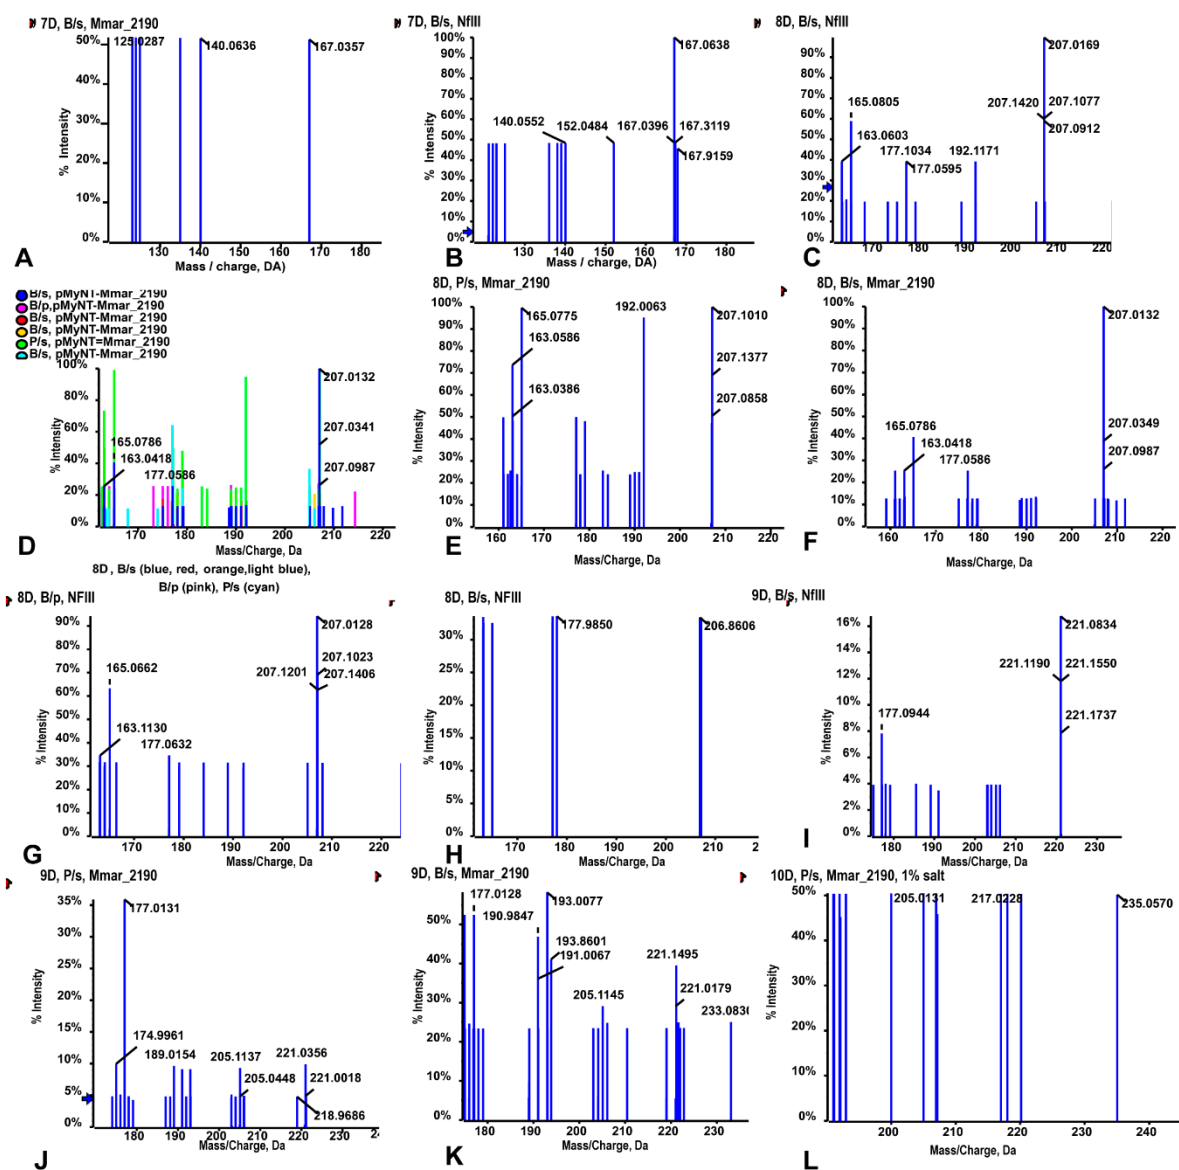 7D, B/s, Mmar_2190
50%
40%
30%
20%
10%
0%
% Intensity
125.0287
140.0636
167.0357
130 140 150 160 170 180
Mass / charge, DA)
A
7D, B/s, NfIII
100%
90%
80%
70%
60%
50%
40%
30%
20%
10%
0%
% Intensity
167.0638
140.0552
152.0484
167.0396
167.3119
167.9159
130 140 150 160 170 180
Mass / charge, DA)
B
8D, B/s, NfIII
100%
90%
80%
70%
60%
50%
40%
30%
20%
10%
0%
% Intensity
207.0169
165.0805
207.1420
207.1077
207.0912
163.0603
177.1034
192.1171
177.0595
170 180 190 200 210 220
C
B/s, pMyNT-Mmar_2190
B/p,pMyNT-Mmar_2190
B/s, pMyNT-Mmar_2190
B/s, pMyNT-Mmar_2190
P/s, pMyNT=Mmar_2190
B/s, pMyNT-Mmar_2190
100%
80%
60%
40%
20%
0%
% Intensity
207.0132
165.0786
207.0341
163.0418
177.0586
207.0987
170 180 190 200 210 220
Mass/Charge, Da
D
8D, B/s (blue, red, orange,light blue),
B/p (pink), P/s (cyan)
8D, P/s, Mmar_2190
100%
90%
80%
70%
60%
50%
40%
30%
20%
10%
0%
% Intensity
165.0775
192.0063
207.1010
163.0586
207.1377
163.0386
207.0858
160 170 180 190 200 210 220
Mass/Charge, Da
E
8D, B/s, Mmar_2190
100%
90%
80%
70%
60%
50%
40%
30%
20%
10%
0%
% Intensity
207.0132
165.0786
207.0349
163.0418
177.0586
207.0987
160 170 180 190 200 210 220
Mass/Charge, Da
F
8D, B/p, NFIII
90%
80%
70%
60%
50%
40%
30%
20%
10%
0%
% Intensity
207.0128
165.0662
207.1023
207.1201
207.1406
163.1130
177.0632
170 180 190 200 210 220
Mass/Charge, Da
G
8D, B/s, NFIII
30%
25%
20%
15%
10%
5%
0%
% Intensity
177.9850
206.8606
170 180 190 200 210
Mass/Charge, Da
H
9D, B/s, NfIII
16%
14%
12%
10%
8%
6%
4%
2%
0%
% Intensity
221.0834
221.1190
221.1550
177.0944
221.1737
180 190 200 210 220 230
Mass/Charge, Da
I
9D, P/s, Mmar_2190
35%
30%
25%
20%
15%
10%
5%
0%
% Intensity
177.0131
174.9961
189.0154
205.1137
221.0356
205.0448
221.0018
218.9686
180 190 200 210 220 230
Mass/Charge, Da
J
9D, B/s, Mmar_2190
50%
40%
30%
20%
10%
0%
% Intensity
177.0128
193.0077
190.9847
193.8601
191.0067
221.1495
205.1145
221.0179
233.0830
180 190 200 210 220 230
Mass/Charge, Da
K
10D, P/s, Mmar_2190, 1% salt
50%
40%
30%
20%
10%
0%
% Intensity
205.0131
217.0228
235.0570
200 210 220 230 240
Mass/Charge, Da
L